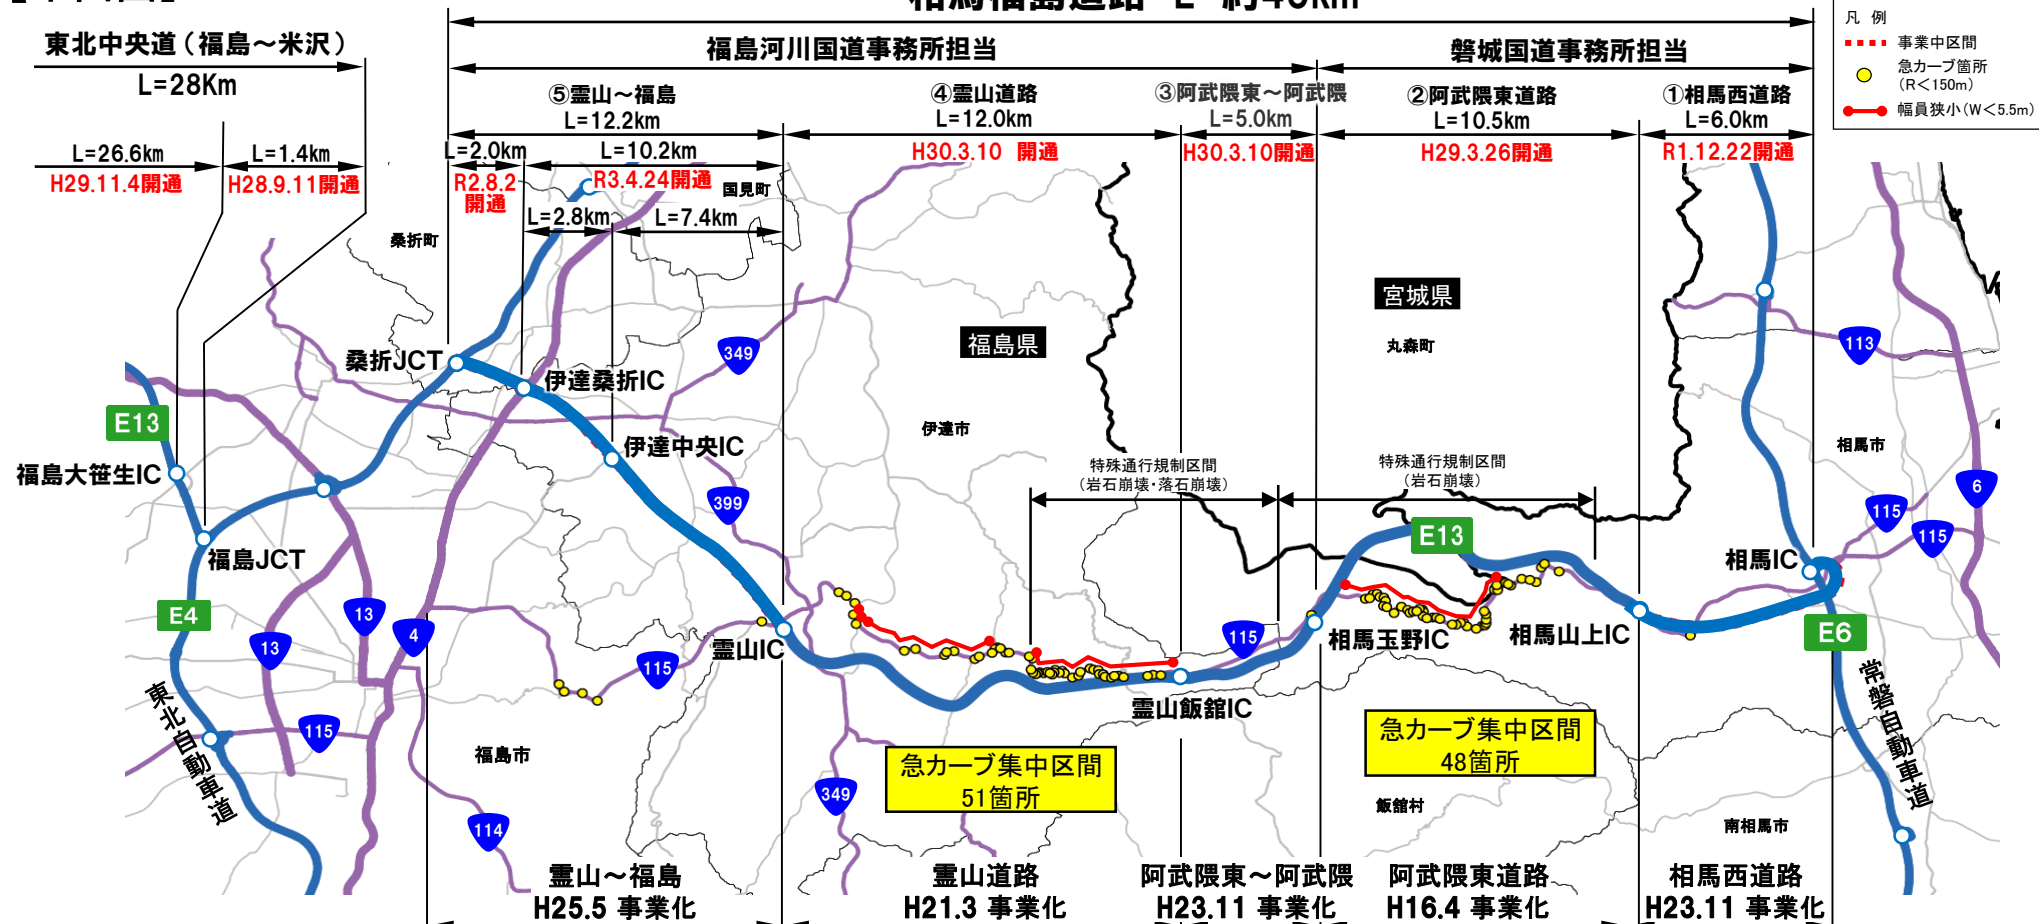 東北中央道（福島～米沢）
L=28Km
L=26.6km
H29.11.4開通
L=1.4km
H28.9.11開通
福島河川国道事務所担当
磐城国道事務所担当
凡 例
事業中区間
急カーブ箇所
(R＜150m)
幅員狭小(W＜5.5m)
⑤霊山～福島
L=12.2km
④霊山道路
L=12.0km
H30.3.10 開通
③阿武隈東～阿武隈
L=5.0km
H30.3.10開通
②阿武隈東道路
L=10.5km
H29.3.26開通
①相馬西道路
L=6.0km
R1.12.22開通
L=2.0km
R2.8.2
開通
L=10.2km
R3.4.24開通
L=2.8km
L=7.4km
国見町
桑折町
福島県
宮城県
丸森町
伊達市
相馬市
桑折JCT
伊達桑折IC
伊達中央IC
349
113
E13
福島大笹生IC
399
特殊通行規制区間
（岩石崩壊・落石崩壊）
特殊通行規制区間
（岩石崩壊）
6
115
115
E13
福島JCT
相馬IC
E4
13
13
4
115
霊山IC
115
相馬玉野IC
相馬山上IC
E6
霊山飯舘IC
東北自動車道
115
福島市
常磐自動車道
急カーブ集中区間
51箇所
急カーブ集中区間
48箇所
349
114
飯舘村
南相馬市
霊山～福島
H25.5 事業化
霊山道路
H21.3 事業化
阿武隈東～阿武隈
H23.11 事業化
阿武隈東道路
H16.4 事業化
相馬西道路
H23.11 事業化